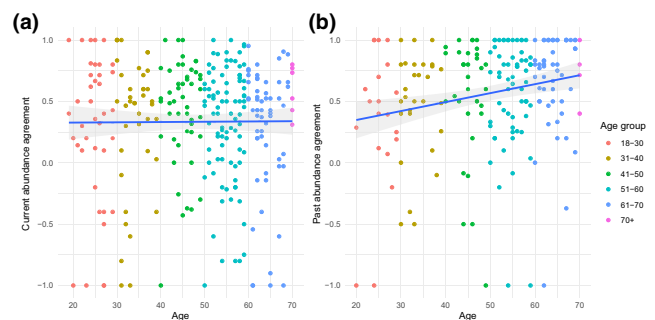 (a)
(b)
Current abundance agreement
1.0
0.5
0.0
−0.5
−1.0
20 30 40 50 60 70
Age
Past abundance agreement
1.0
0.5
0.0
−0.5
−1.0
20 30 40 50 60 70
Age
Age group
18−30
31−40
41−50
51−60
61−70
70+